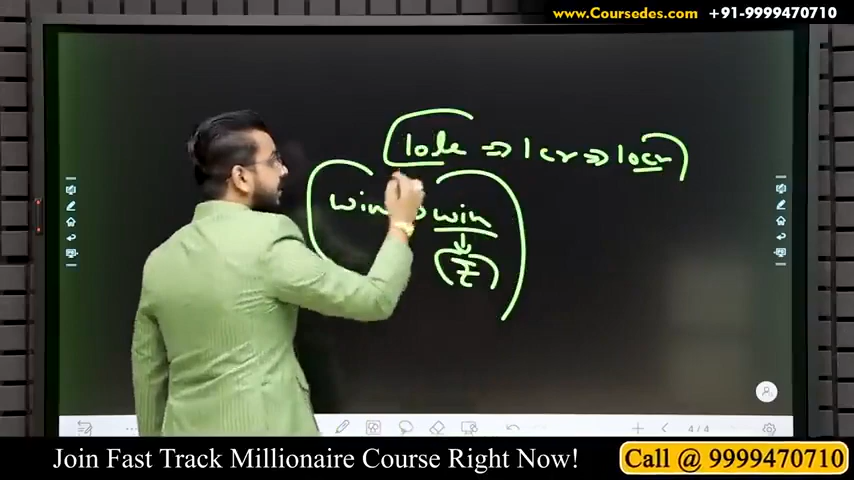 www.Coursedes.com +91-9999470710
10lk ⇒ 1cr ⇒ 10cr
win win
↓
₹
4/4
Join Fast Track Millionaire Course Right Now!
Call @ 9999470710